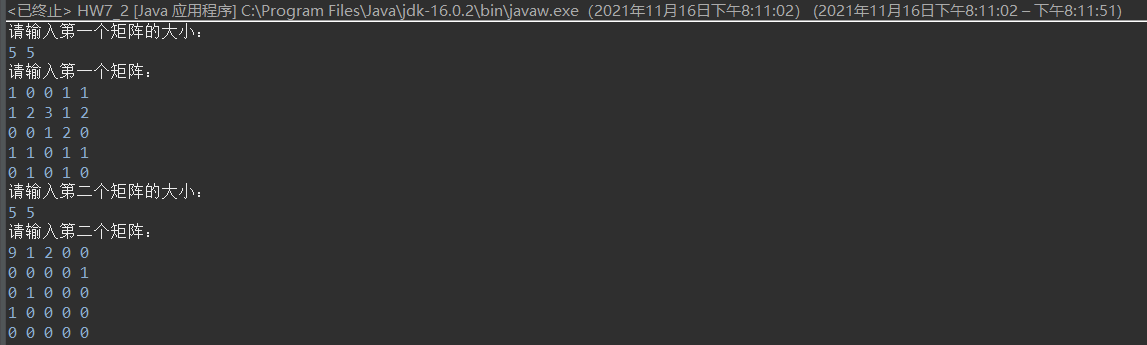 <已终止> HW7_2 [Java 应用程序] C:\Program Files\Java\jdk-16.0.2\bin\javaw.exe（2021年11月16日下午8:11:02） (2021年11月16日下午8:11:02 – 下午8:11:51)
请输入第一个矩阵的大小：
5 5
请输入第一个矩阵：
1 0 0 1 1
1 2 3 1 2
0 0 1 2 0
1 1 0 1 1
0 1 0 1 0
请输入第二个矩阵的大小：
5 5
请输入第二个矩阵：
9 1 2 0 0
0 0 0 0 1
0 1 0 0 0
1 0 0 0 0
0 0 0 0 0